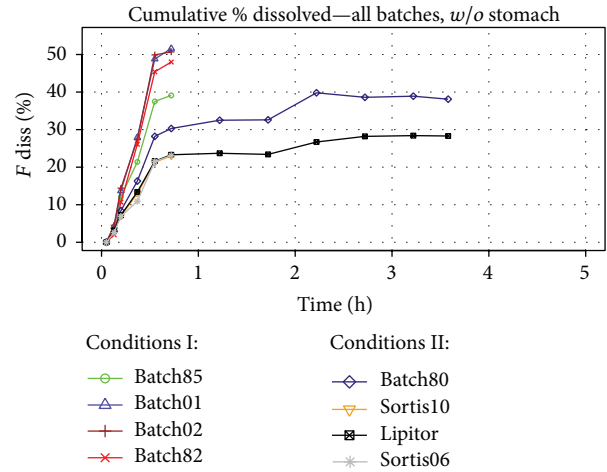 Cumulative % dissolved—all batches, w/o stomach
50
40
30
20
10
0
F diss (%)
0 1 2 3 4 5
Time (h)
Conditions I:
Batch85
Batch01
Batch02
Batch82
Conditions II:
Batch80
Sortis10
Lipitor
Sortis06